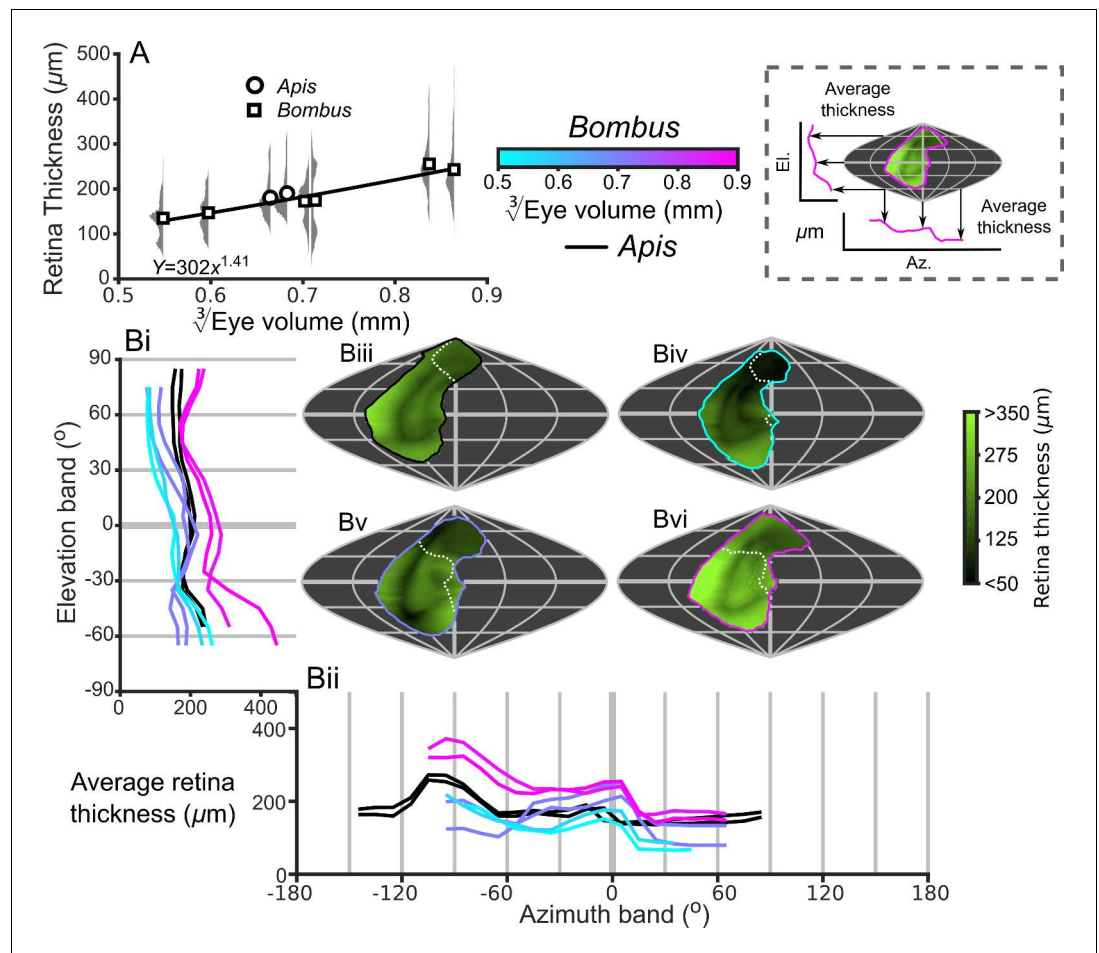 A
Retina Thickness (µm)
500
400
300
200
100
0
Apis
Bombus
Y=302x^1.41
0.5
0.6
0.7
0.8
0.9
∛Eye volume (mm)
Bombus
0.5 0.6 0.7 0.8 0.9
∛Eye volume (mm)
Apis
Average
thickness
El.
Average
thickness
µm
Az.
Bi
Elevation band (º)
90
60
30
0
-30
-60
-90
0 200 400
Biii
Biv
Bv
Bvi
>350
275
200
125
<50
Retina thickness (µm)
Bii
Average retina
thickness (µm)
400
200
0
-180 -120 -60 0 60 120 180
Azimuth band (º)